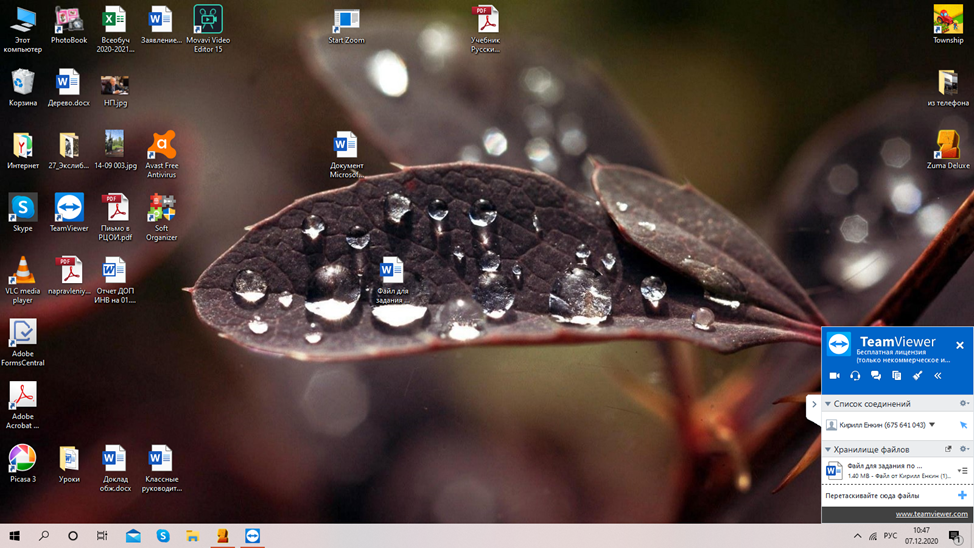 Этот
компьютер
PhotoBook
Всеобуч
2020-2021...
Заявление...
Movavi Video
Editor 15
Start Zoom
Учебник
Русски...
Township
Корзина
Дерево.docx
НП.jpg
из телефона
Интернет
27_Экслиб...
14-09 003.jpg
Avast Free
Antivirus
Документ
Microsof...
Zuma Deluxe
Skype
TeamViewer
Письмо в
РЦОИ.pdf
Soft
Organizer
VLC media
player
napravleniy...
Отчет ДОП
ИНВ на 01....
Файл для
задания ...
Adobe
FormsCentral
Adobe
Acrobat ...
Picasa 3
Уроки
Доклад
обж.docx
Классные
руководит...
TeamViewer
Бесплатная лицензия
(только некоммерческое и...
Список соединений
Кирилл Енкин (675 641 043)
Хранилище файлов
Файл для задания по ...
1.40 MB - Файл от Кирилл Енкин (1)...
Перетаскивайте сюда файлы
www.teamviewer.com
РУС
10:47
07.12.2020
1